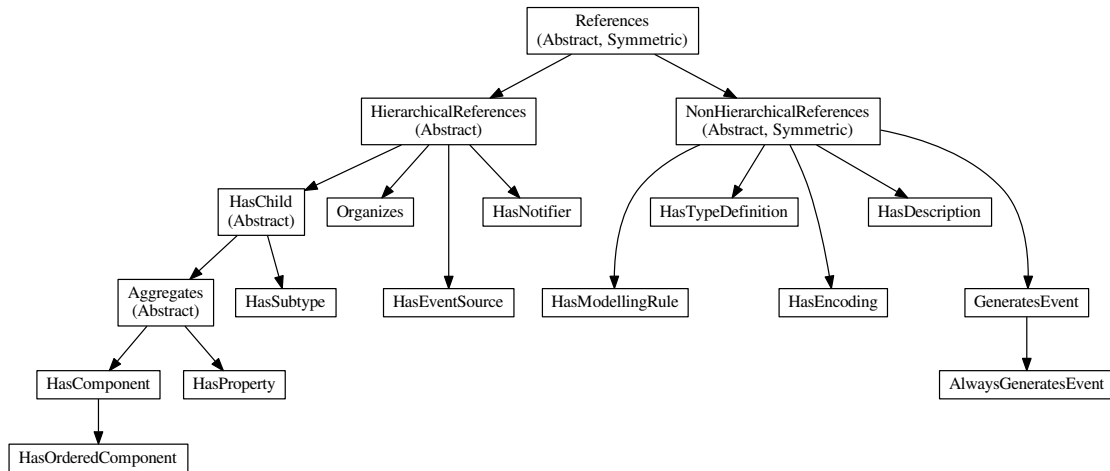 References
(Abstract, Symmetric)
HierarchicalReferences
(Abstract)
NonHierarchicalReferences
(Abstract, Symmetric)
HasChild
(Abstract)
Organizes
HasNotifier
HasTypeDefinition
HasDescription
Aggregates
(Abstract)
HasSubtype
HasEventSource
HasModellingRule
HasEncoding
GeneratesEvent
HasComponent
HasProperty
AlwaysGeneratesEvent
HasOrderedComponent